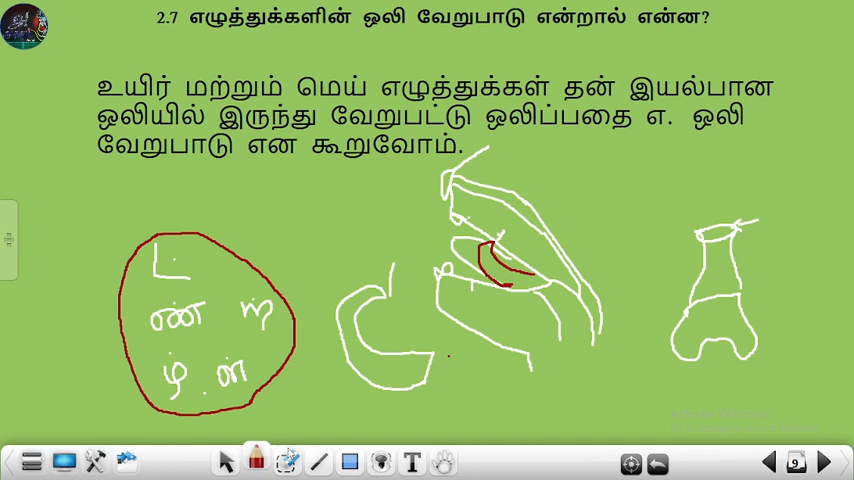 2.7 எழுத்துக்களின் ஒலி வேறுபாடு என்றால் என்ன?
உயிர் மற்றும் மெய் எழுத்துக்கள் தன் இயல்பான
ஒலியில் இருந்து வேறுபட்டு ஒலிப்பதை எ. ஒலி
வேறுபாடு என கூறுவோம்.
ட்
ண் ற்
ழ் ன்
T
9